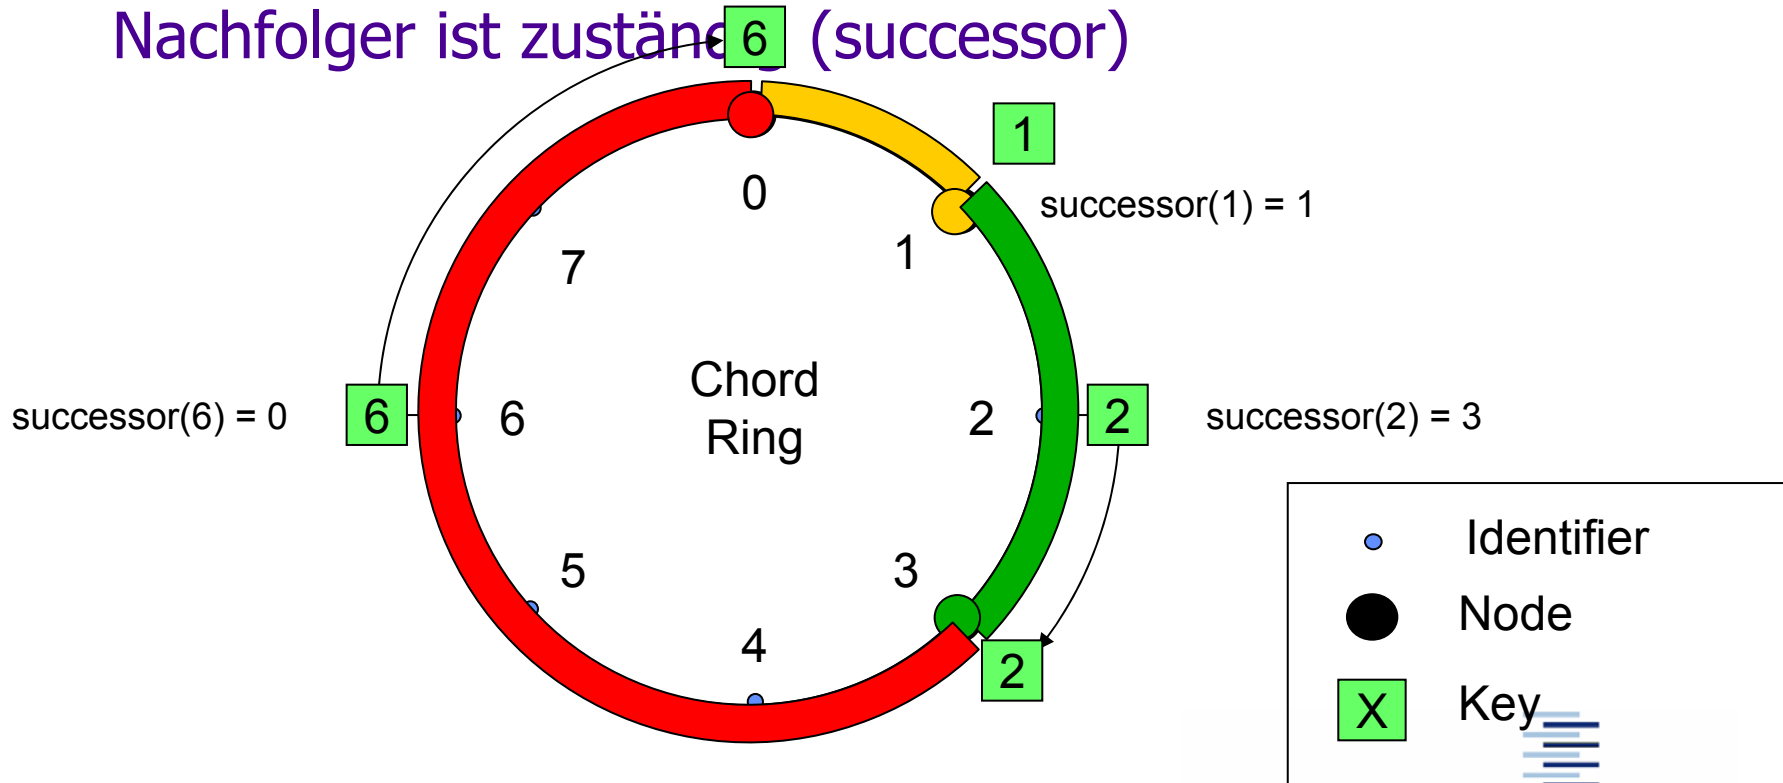 Nachfolger ist zuständig (successor)
6
1
0
successor(1) = 1
1
7
Chord
Ring
successor(6) = 0
6
6
2
2
successor(2) = 3
Identifier
5
3
Node
4
2
X
Key